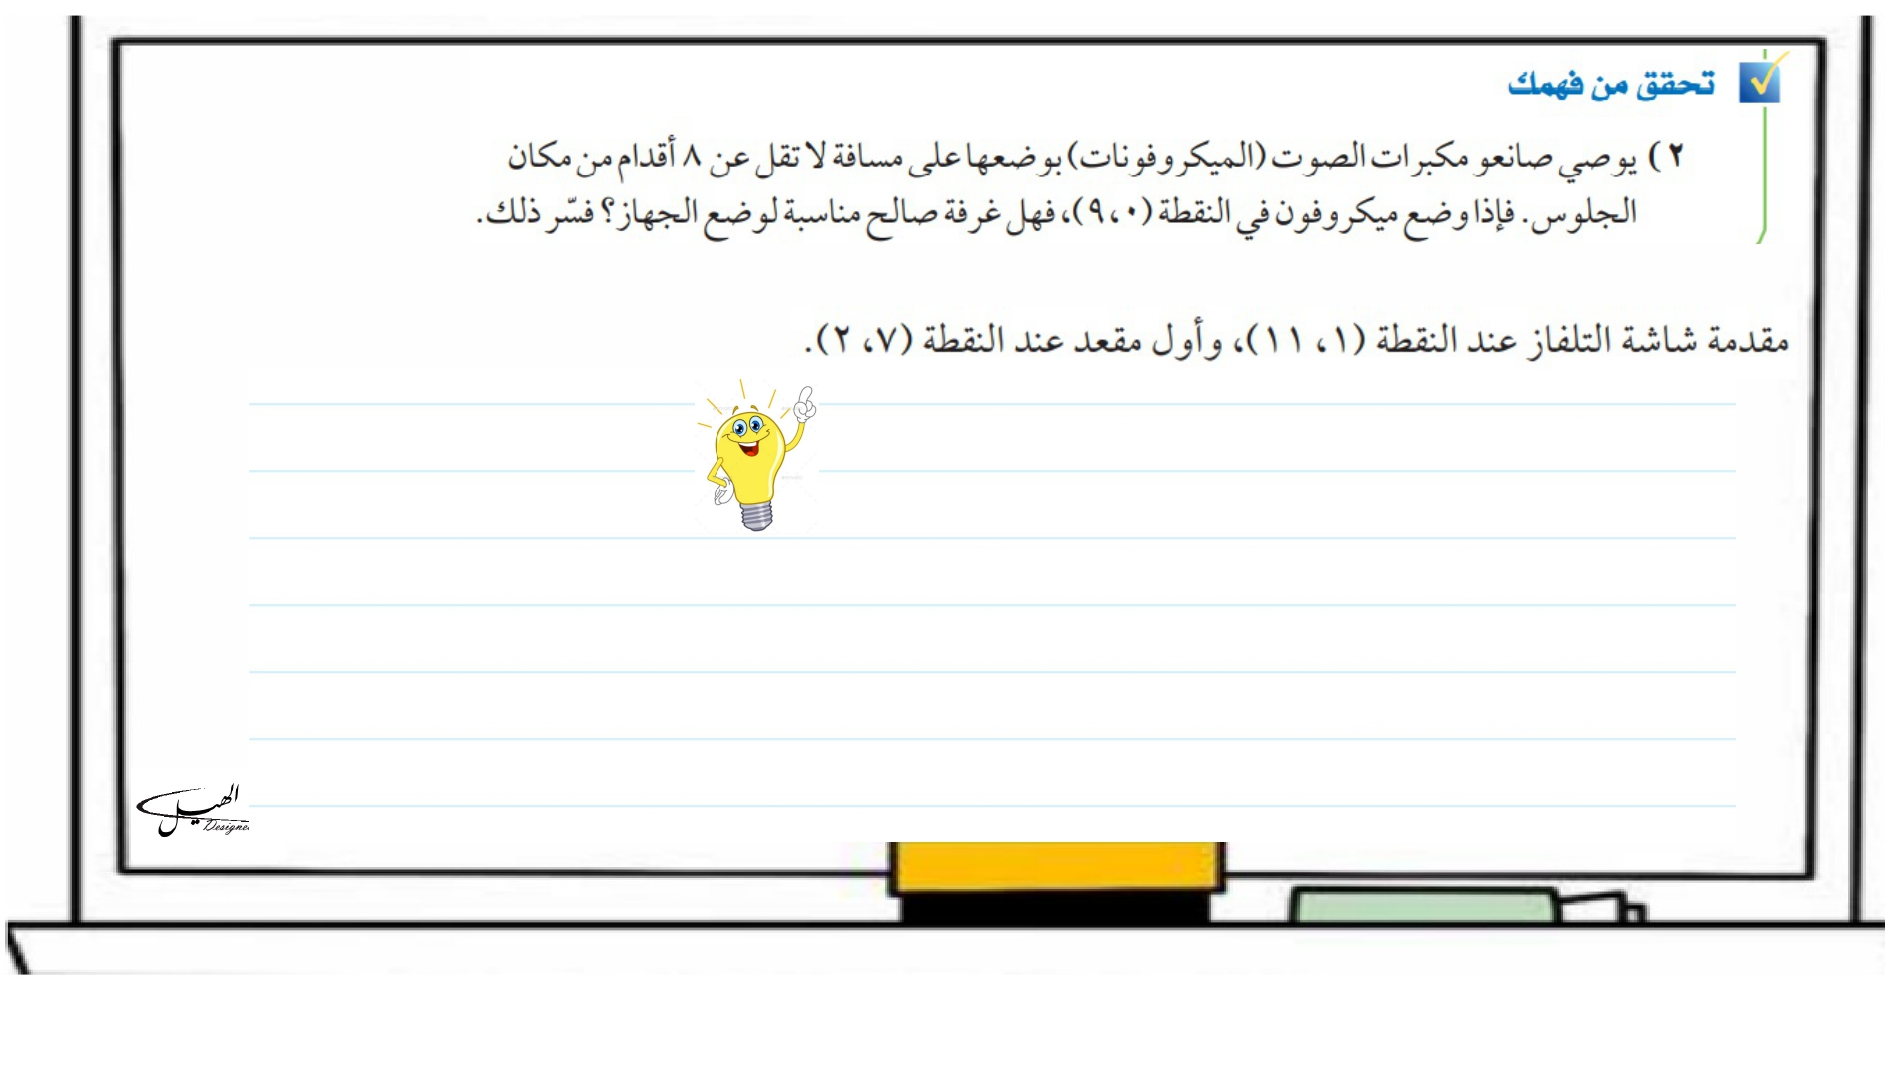 تحقق من فهمك
٢) يوصي صانعو مكبرات الصوت (الميكروفونات) بوضعها على مسافة لا تقل عن ٨ أقدام من مكان
الجلوس. فإذا وضع ميكروفون في النقطة (٩،٠)، فهل غرفة صالح مناسبة لوضع الجهاز؟ فسّر ذلك.
مقدمة شاشة التلفاز عند النقطة (١، ١١)، وأول مقعد عند النقطة (٧، ٢).
الهيل
Designe